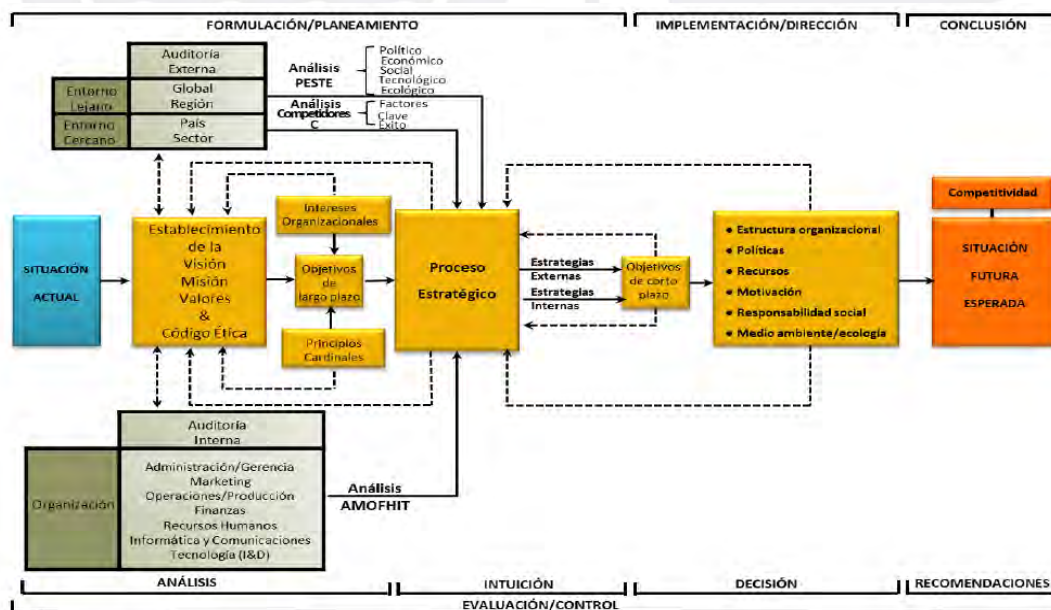 FORMULACIÓN/PLANEAMIENTO
IMPLEMENTACIÓN/DIRECCIÓN
CONCLUSIÓN
Auditoría
Externa
Entorno
Lejano
Global
Región
Entorno
Cercano
País
Sector
Análisis
PESTE
Político
Económico
Social
Tecnológico
Ecológico
Análisis
Competidores
C
Factores
Clave
Éxito
SITUACIÓN
ACTUAL
Establecimiento
de la
Visión
Misión
Valores
&
Código Ética
Intereses
Organizacionales
Objetivos
de
largo plazo
Principios
Cardinales
Proceso
Estratégico
Estrategias
Externas
Estrategias
Internas
Objetivos
de corto
plazo
• Estructura organizacional
• Políticas
• Recursos
• Motivación
• Responsabilidad social
• Medio ambiente/ecología
Competitividad
SITUACIÓN
FUTURA
ESPERADA
Auditoría
Interna
Organización
Administración/Gerencia
Marketing
Operaciones/Producción
Finanzas
Recursos Humanos
Informática y Comunicaciones
Tecnología (I&D)
Análisis
AMOFHIT
ANÁLISIS
INTUICIÓN
DECISIÓN
RECOMENDACIONES
EVALUACIÓN/CONTROL